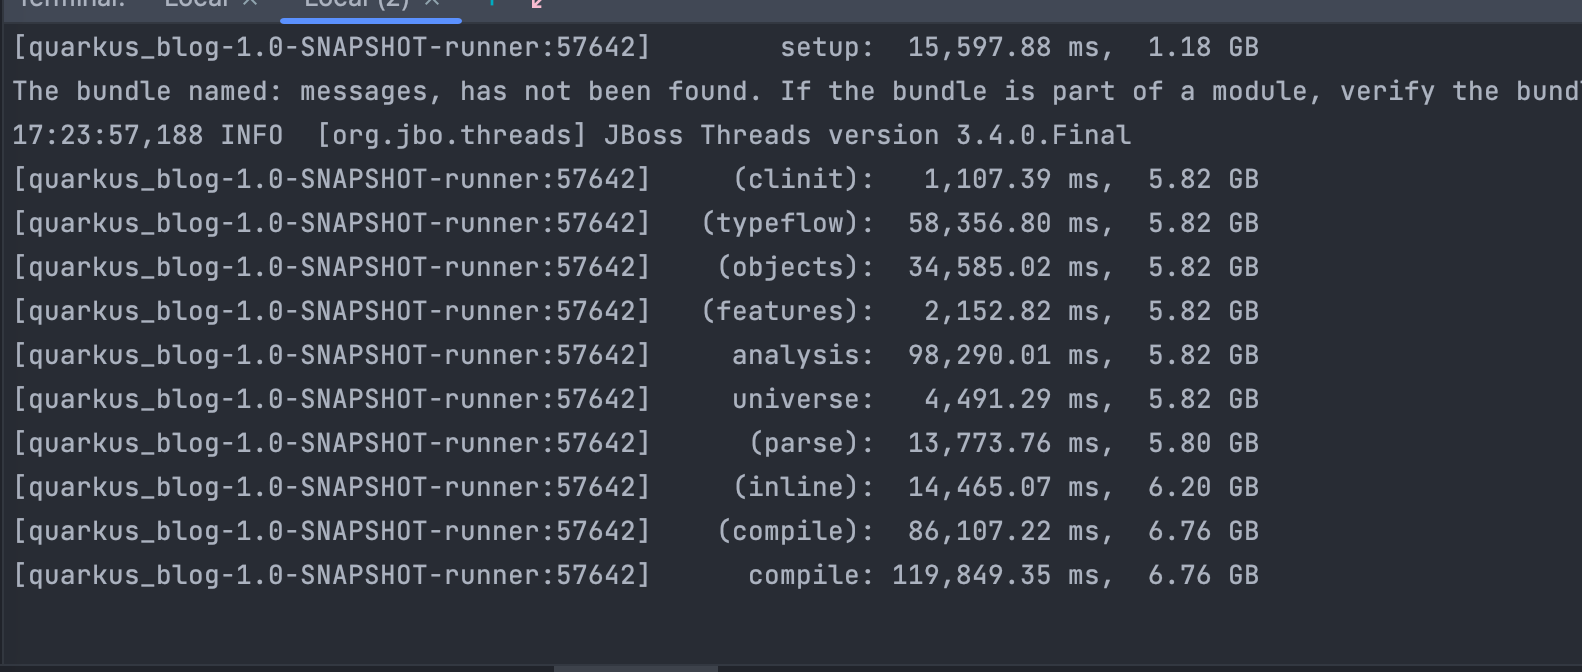 Terminal: Local × Local (2) × +
[quarkus_blog-1.0-SNAPSHOT-runner:57642]        setup:  15,597.88 ms,  1.18 GB
The bundle named: messages, has not been found. If the bundle is part of a module, verify the
17:23:57,188 INFO  [org.jbo.threads] JBoss Threads version 3.4.0.Final
[quarkus_blog-1.0-SNAPSHOT-runner:57642]     (clinit):   1,107.39 ms,  5.82 GB
[quarkus_blog-1.0-SNAPSHOT-runner:57642]   (typeflow):  58,356.80 ms,  5.82 GB
[quarkus_blog-1.0-SNAPSHOT-runner:57642]    (objects):  34,585.02 ms,  5.82 GB
[quarkus_blog-1.0-SNAPSHOT-runner:57642]   (features):   2,152.82 ms,  5.82 GB
[quarkus_blog-1.0-SNAPSHOT-runner:57642]     analysis:  98,290.01 ms,  5.82 GB
[quarkus_blog-1.0-SNAPSHOT-runner:57642]     universe:   4,491.29 ms,  5.82 GB
[quarkus_blog-1.0-SNAPSHOT-runner:57642]      (parse):  13,773.76 ms,  5.80 GB
[quarkus_blog-1.0-SNAPSHOT-runner:57642]     (inline):  14,465.07 ms,  6.20 GB
[quarkus_blog-1.0-SNAPSHOT-runner:57642]    (compile):  86,107.22 ms,  6.76 GB
[quarkus_blog-1.0-SNAPSHOT-runner:57642]      compile: 119,849.35 ms,  6.76 GB